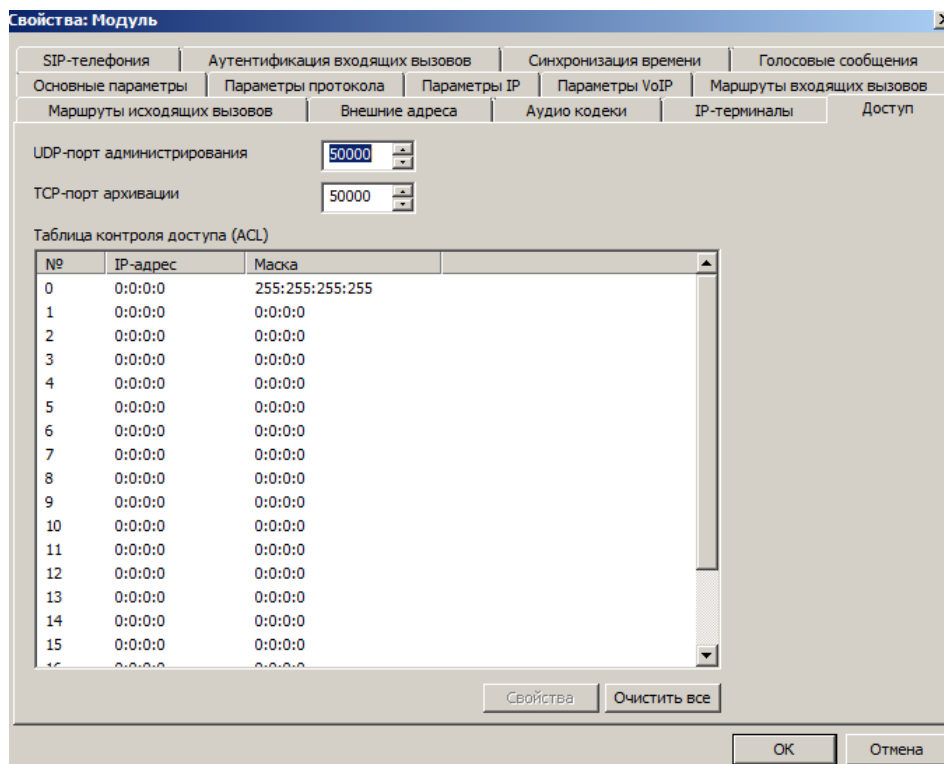 Свойства: Модуль
SIP-телефония Аутентификация входящих вызовов Синхронизация времени Голосовые сообщения
Основные параметры Параметры протокола Параметры IP Параметры VoIP Маршруты входящих вызовов
Маршруты исходящих вызовов Внешние адреса Аудио кодеки IP-терминалы Доступ
UDP-порт администрирования 50000
TCP-порт архивации 50000
Таблица контроля доступа (ACL)
№ IP-адрес Маска
0 0:0:0:0 255:255:255:255
1 0:0:0:0 0:0:0:0
2 0:0:0:0 0:0:0:0
3 0:0:0:0 0:0:0:0
4 0:0:0:0 0:0:0:0
5 0:0:0:0 0:0:0:0
6 0:0:0:0 0:0:0:0
7 0:0:0:0 0:0:0:0
8 0:0:0:0 0:0:0:0
9 0:0:0:0 0:0:0:0
10 0:0:0:0 0:0:0:0
11 0:0:0:0 0:0:0:0
12 0:0:0:0 0:0:0:0
13 0:0:0:0 0:0:0:0
14 0:0:0:0 0:0:0:0
15 0:0:0:0 0:0:0:0
Свойства Очистить все
OK Отмена